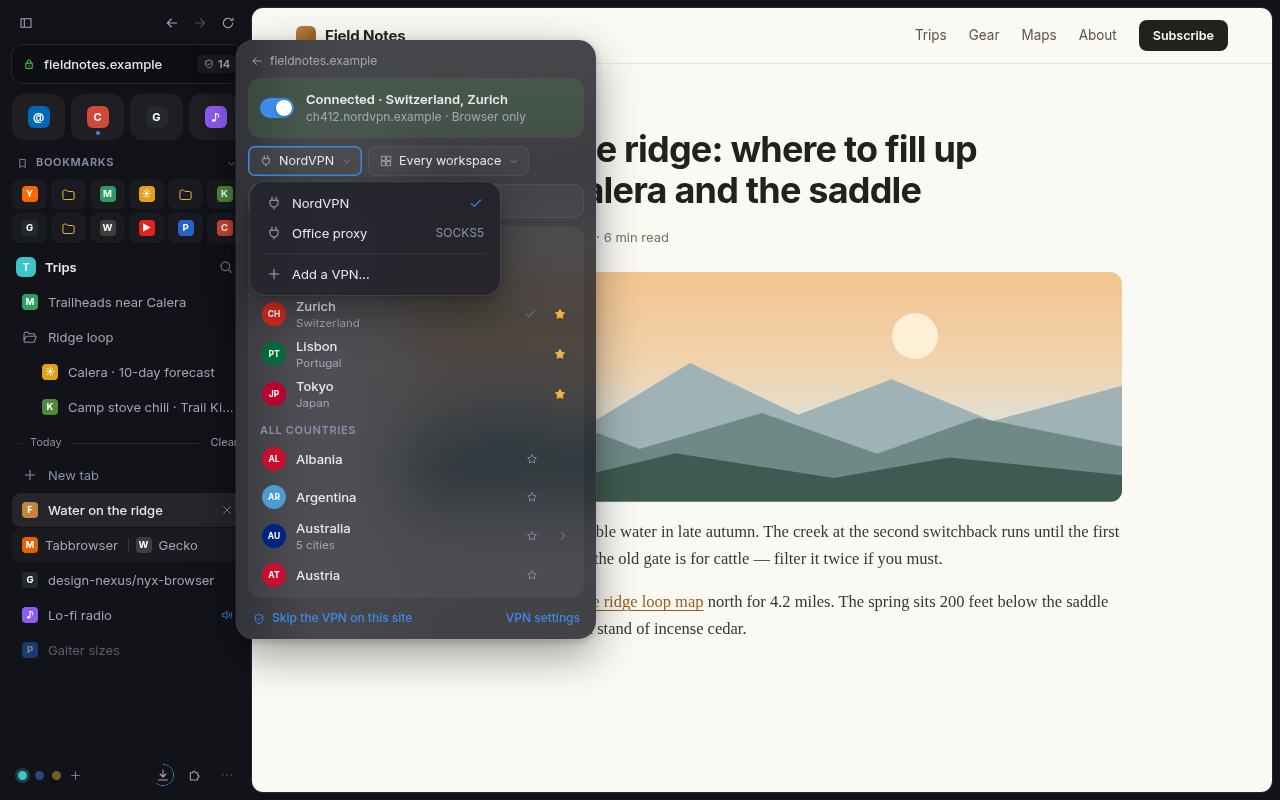 fieldnotes.example
14
@
C
G
BOOKMARKS
Y
M
K
G
W
P
C
T Trips
M Trailheads near Calera
Ridge loop
Calera · 10-day forecast
K Camp stove chili · Trail Ki...
Today
Clear
New tab
F Water on the ridge
M Tabbrowser
W Gecko
G design-nexus/nyx-browser
Lo-fi radio
P Gaiter sizes
fieldnotes.example
Connected · Switzerland, Zurich
ch412.nordvpn.example · Browser only
NordVPN
Every workspace
NordVPN
Office proxy SOCKS5
Add a VPN...
CH Zurich
Switzerland
PT Lisbon
Portugal
JP Tokyo
Japan
ALL COUNTRIES
AL Albania
AR Argentina
AU Australia
5 cities
AT Austria
Skip the VPN on this site
VPN settings
Field Notes
Trips
Gear
Maps
About
Subscribe
e ridge: where to fill up
alera and the saddle
· 6 min read
ble water in late autumn. The creek at the second switchback runs until the first
the old gate is for cattle — filter it twice if you must.
e ridge loop map north for 4.2 miles. The spring sits 200 feet below the saddle
stand of incense cedar.